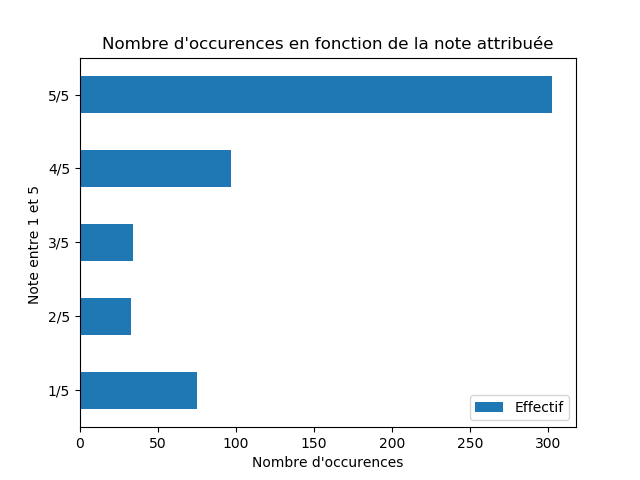 Nombre d'occurences en fonction de la note attribuée
5/5
4/5
3/5
2/5
1/5
Note entre 1 et 5
Effectif
0 50 100 150 200 250 300
Nombre d'occurences